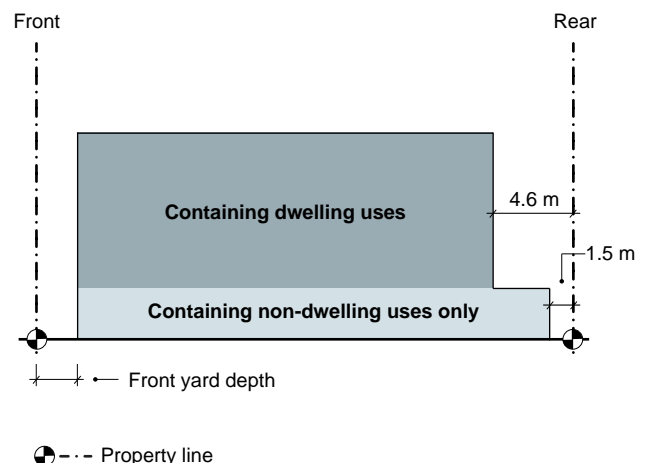 Front
Rear
Containing dwelling uses
4.6 m
1.5 m
Containing non-dwelling uses only
Front yard depth
Property line